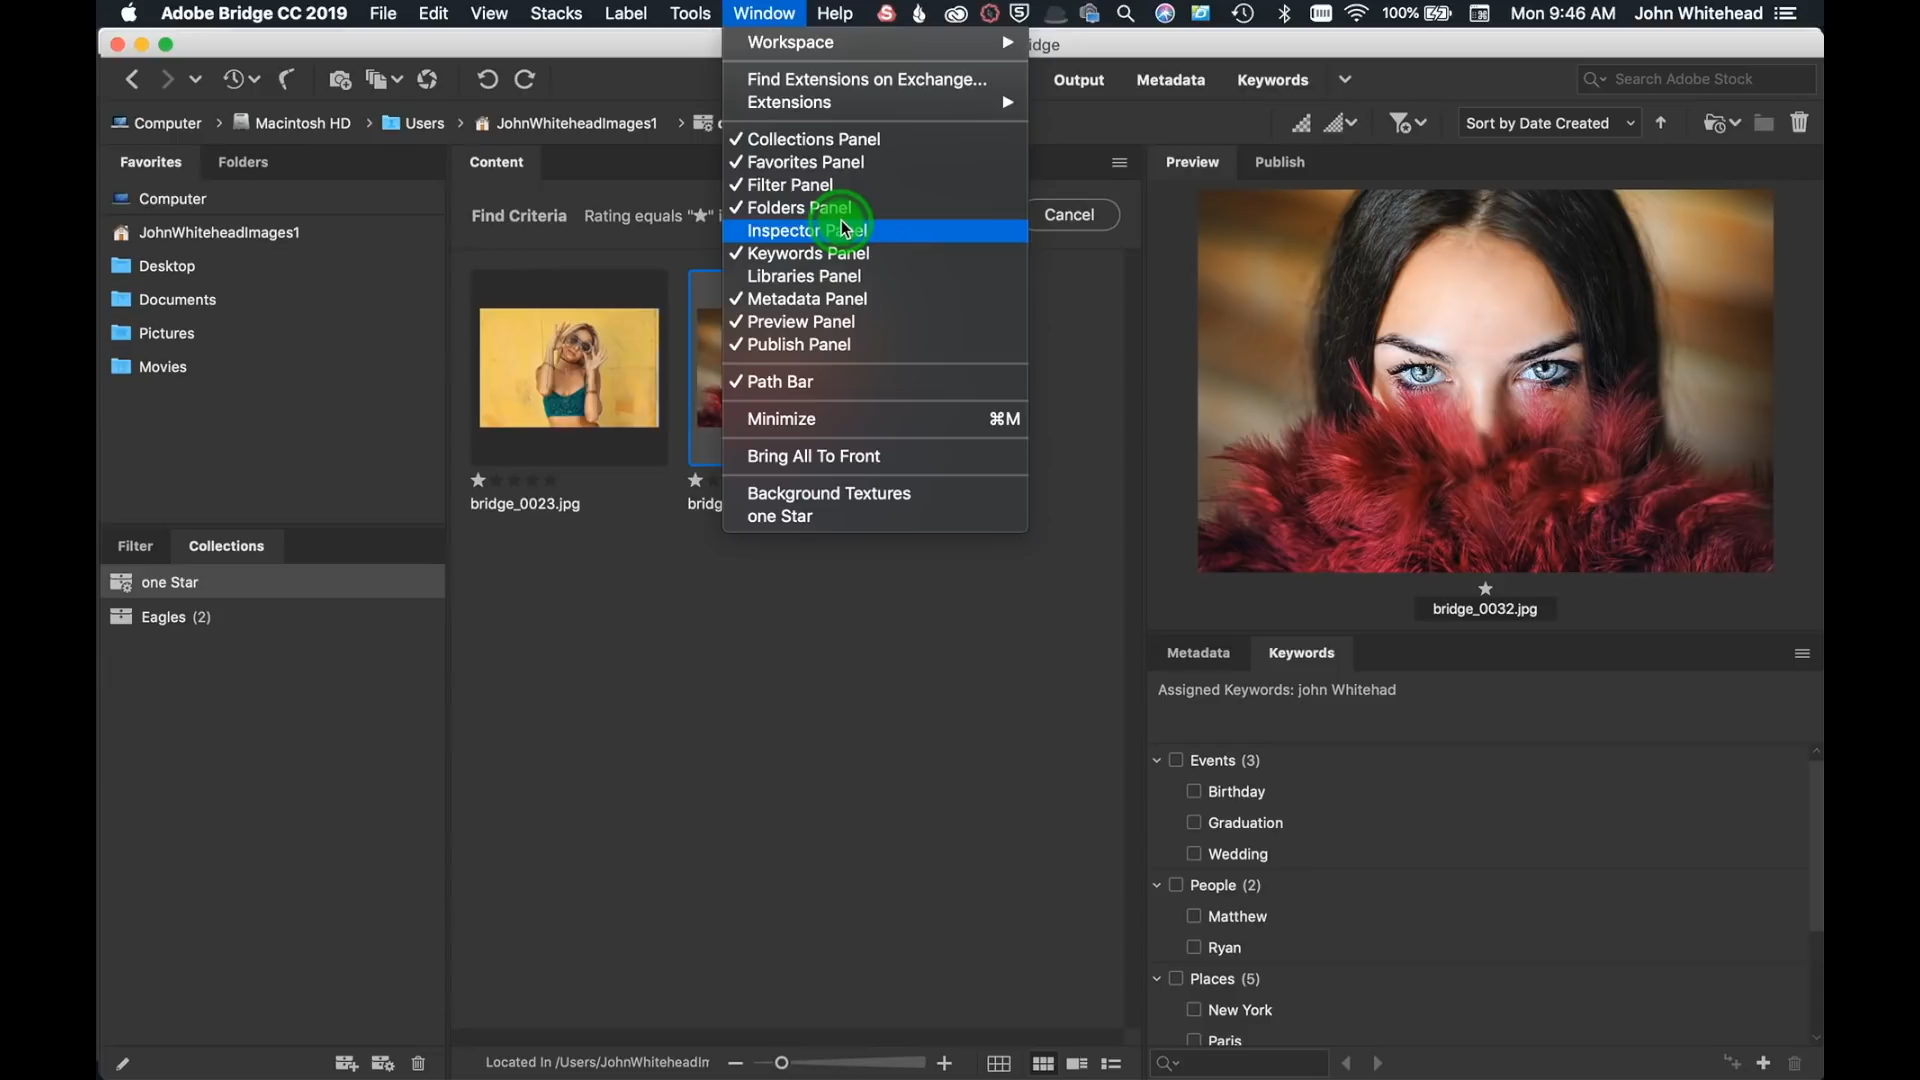 Adobe Bridge CC 2019 File Edit View Stacks Label Tools Window Help 100% Mon 9:46 AM John Whitehead
Workspace
idge
Find Extensions on Exchange...
Extensions
Output Metadata Keywords
Search Adobe Stock
Computer Macintosh HD Users JohnWhiteheadImages1
Sort by Date Created
Collections Panel
Favorites Panel
Filter Panel
Folders Panel
Inspector Panel
Keywords Panel
Libraries Panel
Metadata Panel
Preview Panel
Publish Panel
Path Bar
Minimize ⌘M
Bring All To Front
Background Textures
one Star
Favorites Folders
Computer
JohnWhiteheadImages1
Desktop
Documents
Pictures
Movies
Filter Collections
one Star
Eagles (2)
Content
Find Criteria Rating equals "★"
Cancel
bridge_0023.jpg
bridg
Located In /Users/JohnWhiteheadIm
Preview Publish
bridge_0032.jpg
Metadata Keywords
Assigned Keywords: john Whitehad
Events (3)
Birthday
Graduation
Wedding
People (2)
Matthew
Ryan
Places (5)
New York
Paris